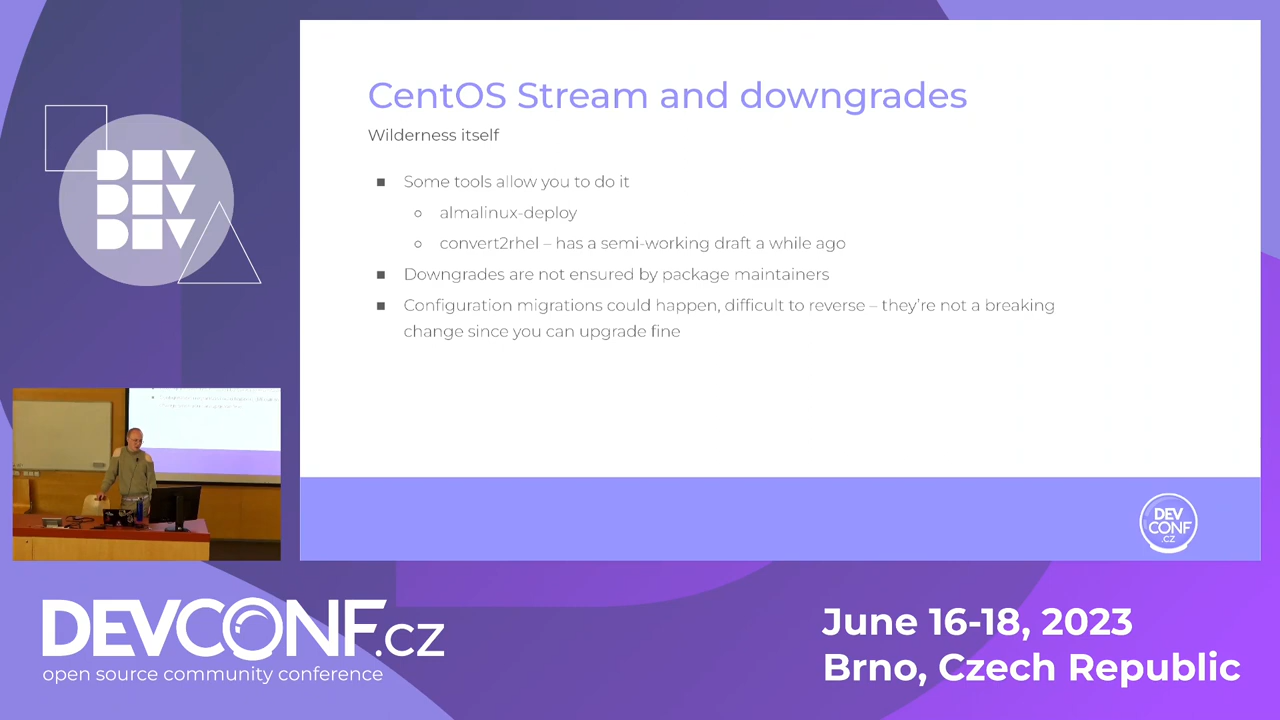 DEV
DEV
DEV
CentOS Stream and downgrades
Wilderness itself
■ Some tools allow you to do it
○ almalinux-deploy
○ convert2rhel – has a semi-working draft a while ago
■ Downgrades are not ensured by package maintainers
■ Configuration migrations could happen, difficult to reverse – they're not a breaking
change since you can upgrade fine
DEV
CONF
.CZ
DEVCONF.cz
open source community conference
June 16-18, 2023
Brno, Czech Republic